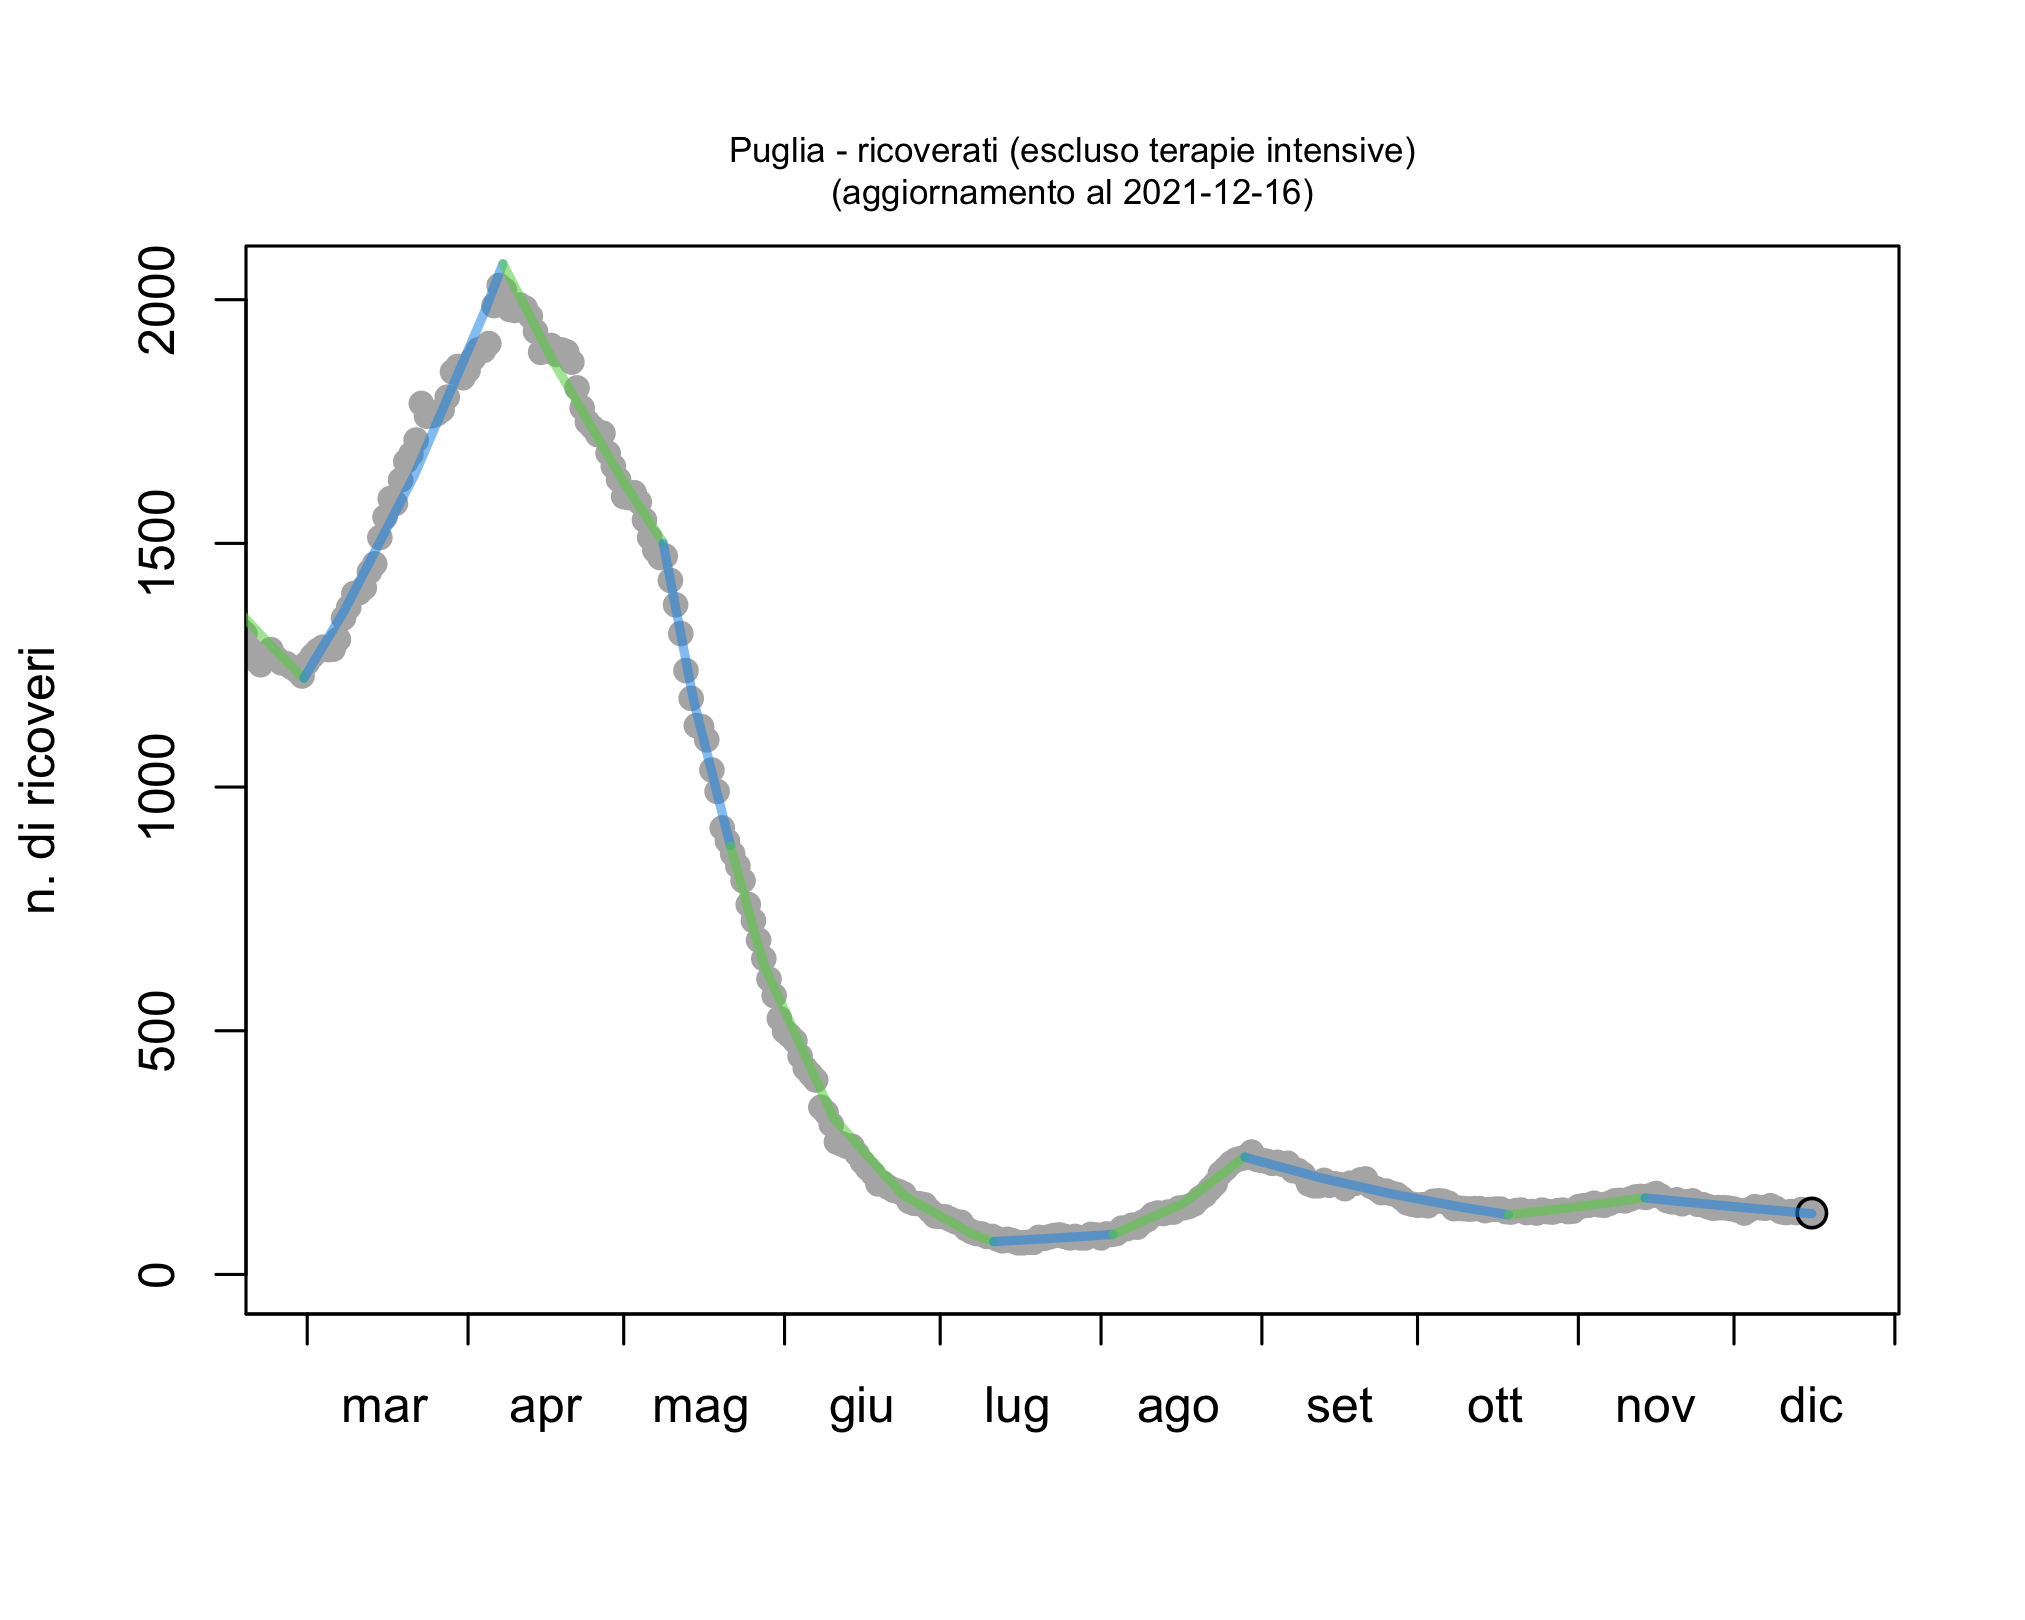 Puglia - ricoverati (escluso terapie intensive)
(aggiornamento al 2021-12-16)
n. di ricoveri
2000
1500
1000
500
0
mar apr mag giu lug ago set ott nov dic